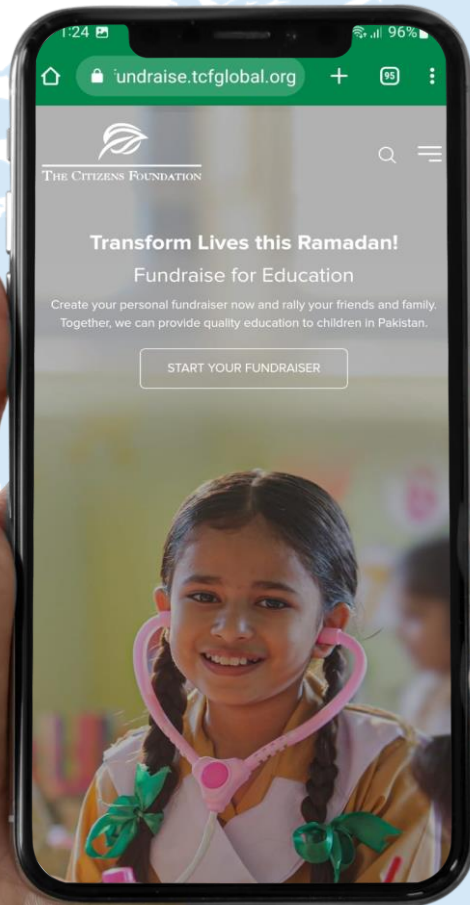 1:24 96%
fundraise.tcfglobal.org 95
THE CITIZENS FOUNDATION
Transform Lives this Ramadan!
Fundraise for Education
Create your personal fundraiser now and rally your friends and family.
Together, we can provide quality education to children in Pakistan.
START YOUR FUNDRAISER